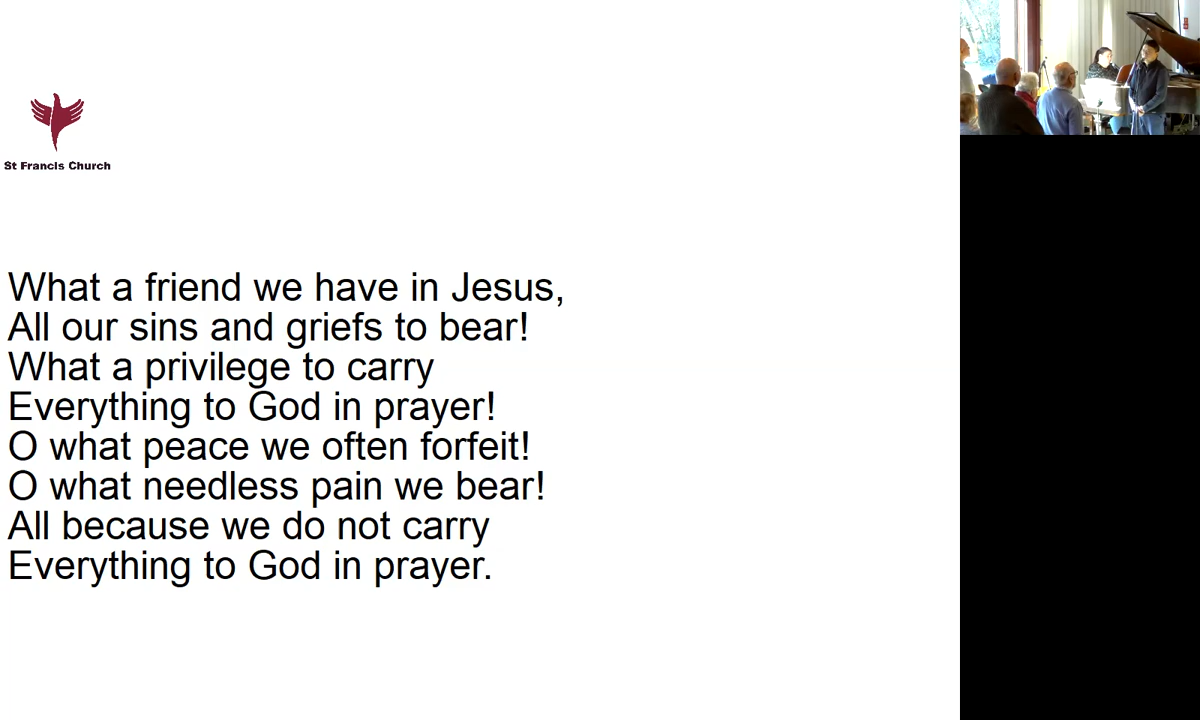 St Francis Church
What a friend we have in Jesus,
All our sins and griefs to bear!
What a privilege to carry
Everything to God in prayer!
O what peace we often forfeit!
O what needless pain we bear!
All because we do not carry
Everything to God in prayer.